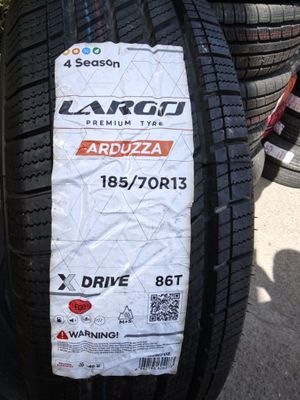 4 Season
LARGO
PREMIUM TYRE
ARDUZZA
185/70R13
X DRIVE
86T
M+S
WARNING!